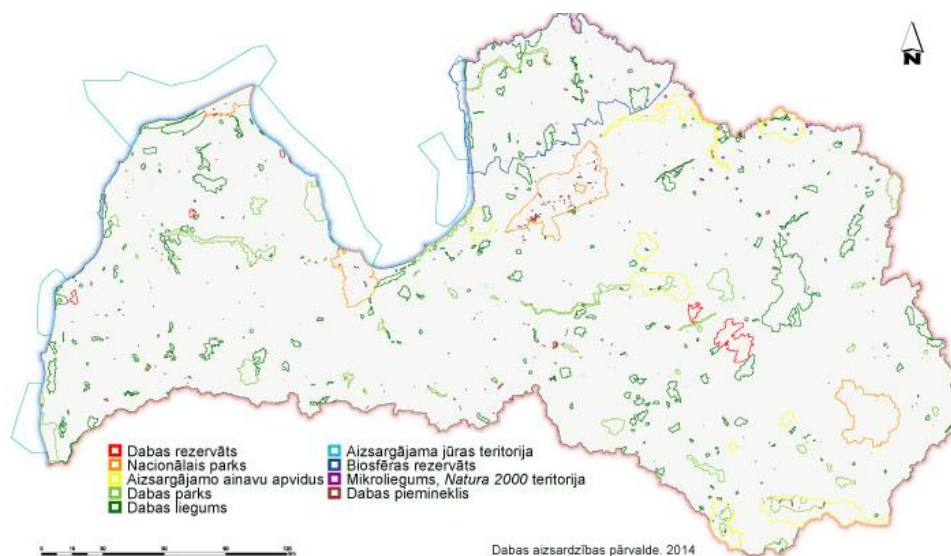 N
Dabas rezervāts
Nacionālais parks
Aizsargājamo ainavu apvidus
Dabas parks
Dabas liegums
Aizsargājama jūras teritorija
Biosfēras rezervāts
Mikroliegums, Natura 2000 teritorija
Dabas piemineklis
Dabas aizsardzības pārvalde. 2014